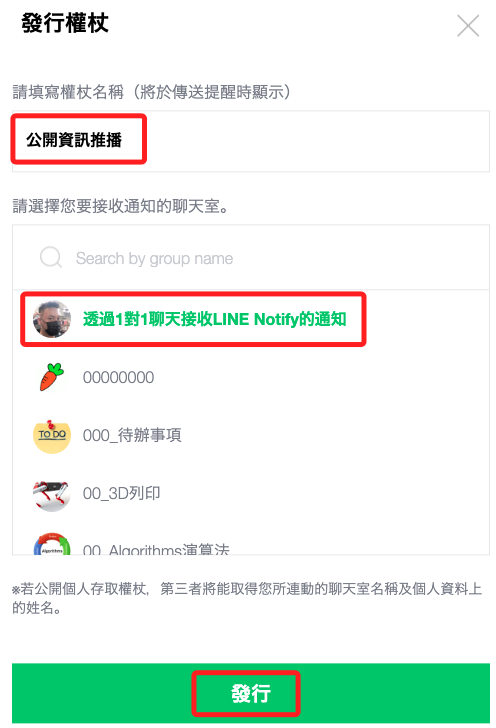 發行權杖
請填寫權杖名稱（將於傳送提醒時顯示）
公開資訊推播
請選擇您要接收通知的聊天室。
Search by group name
透過1對1聊天接收LINE Notify的通知
00000000
TO DO
000_待辦事項
00_3D列印
Algorithms
00_Algorithms演算法
※若公開個人存取權杖，第三者將能取得您所連動的聊天室名稱及個人資料上
的姓名。
發行